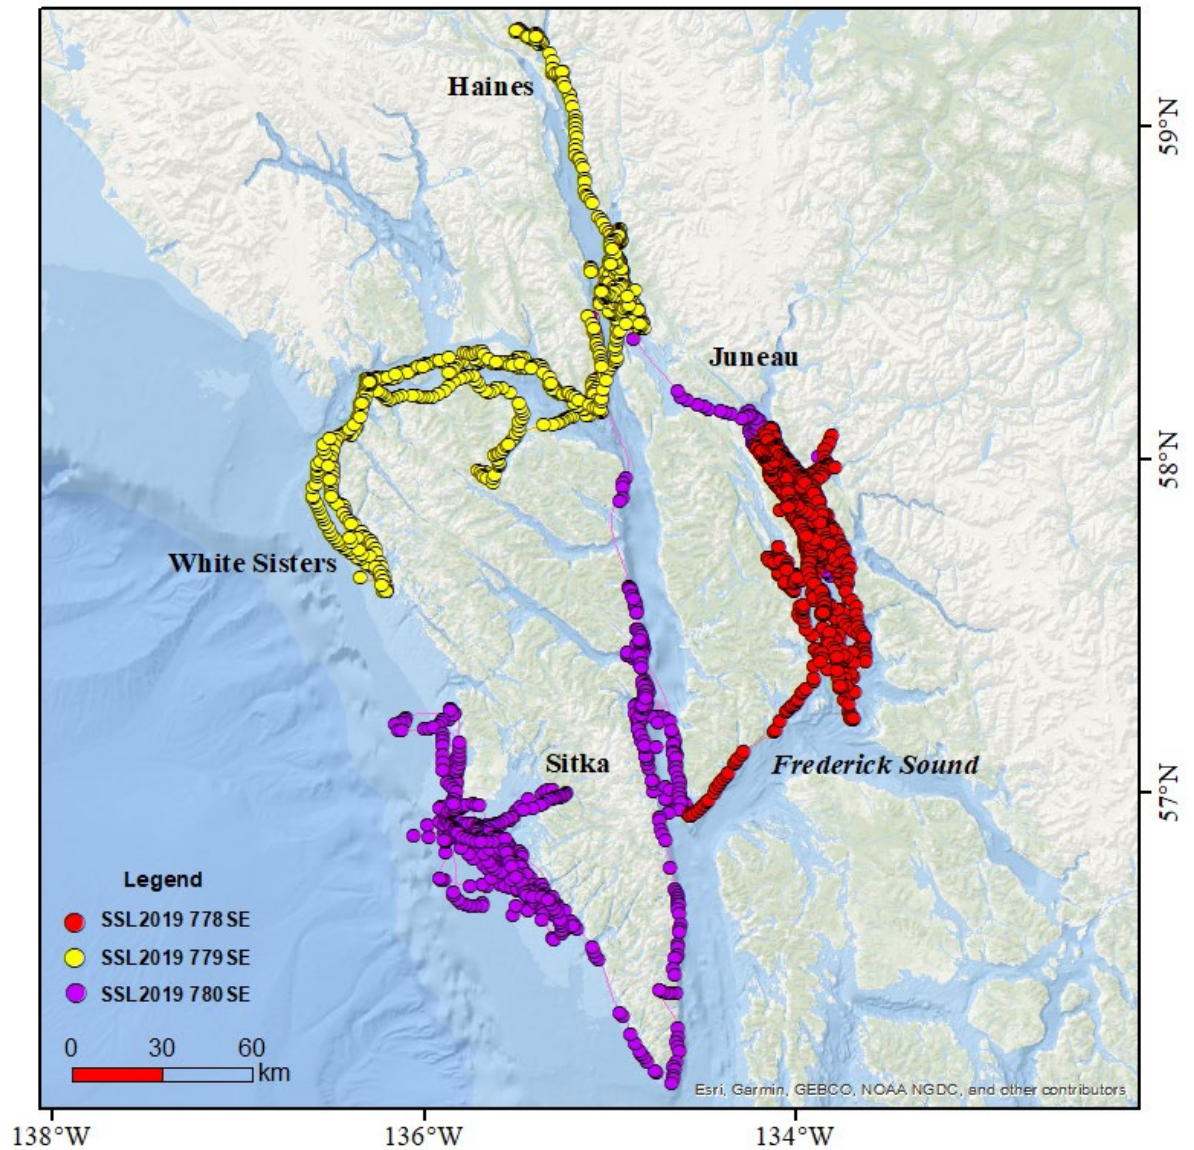 Haines
59°N
Juneau
58°N
White Sisters
Sitka
Frederick Sound
57°N
Legend
SSL2019 778 SE
SSL2019 779 SE
SSL2019 780 SE
0 30 60
km
Esri, Garmin, GEBCO, NOAA NGDC, and other contributors
138°W 136°W 134°W